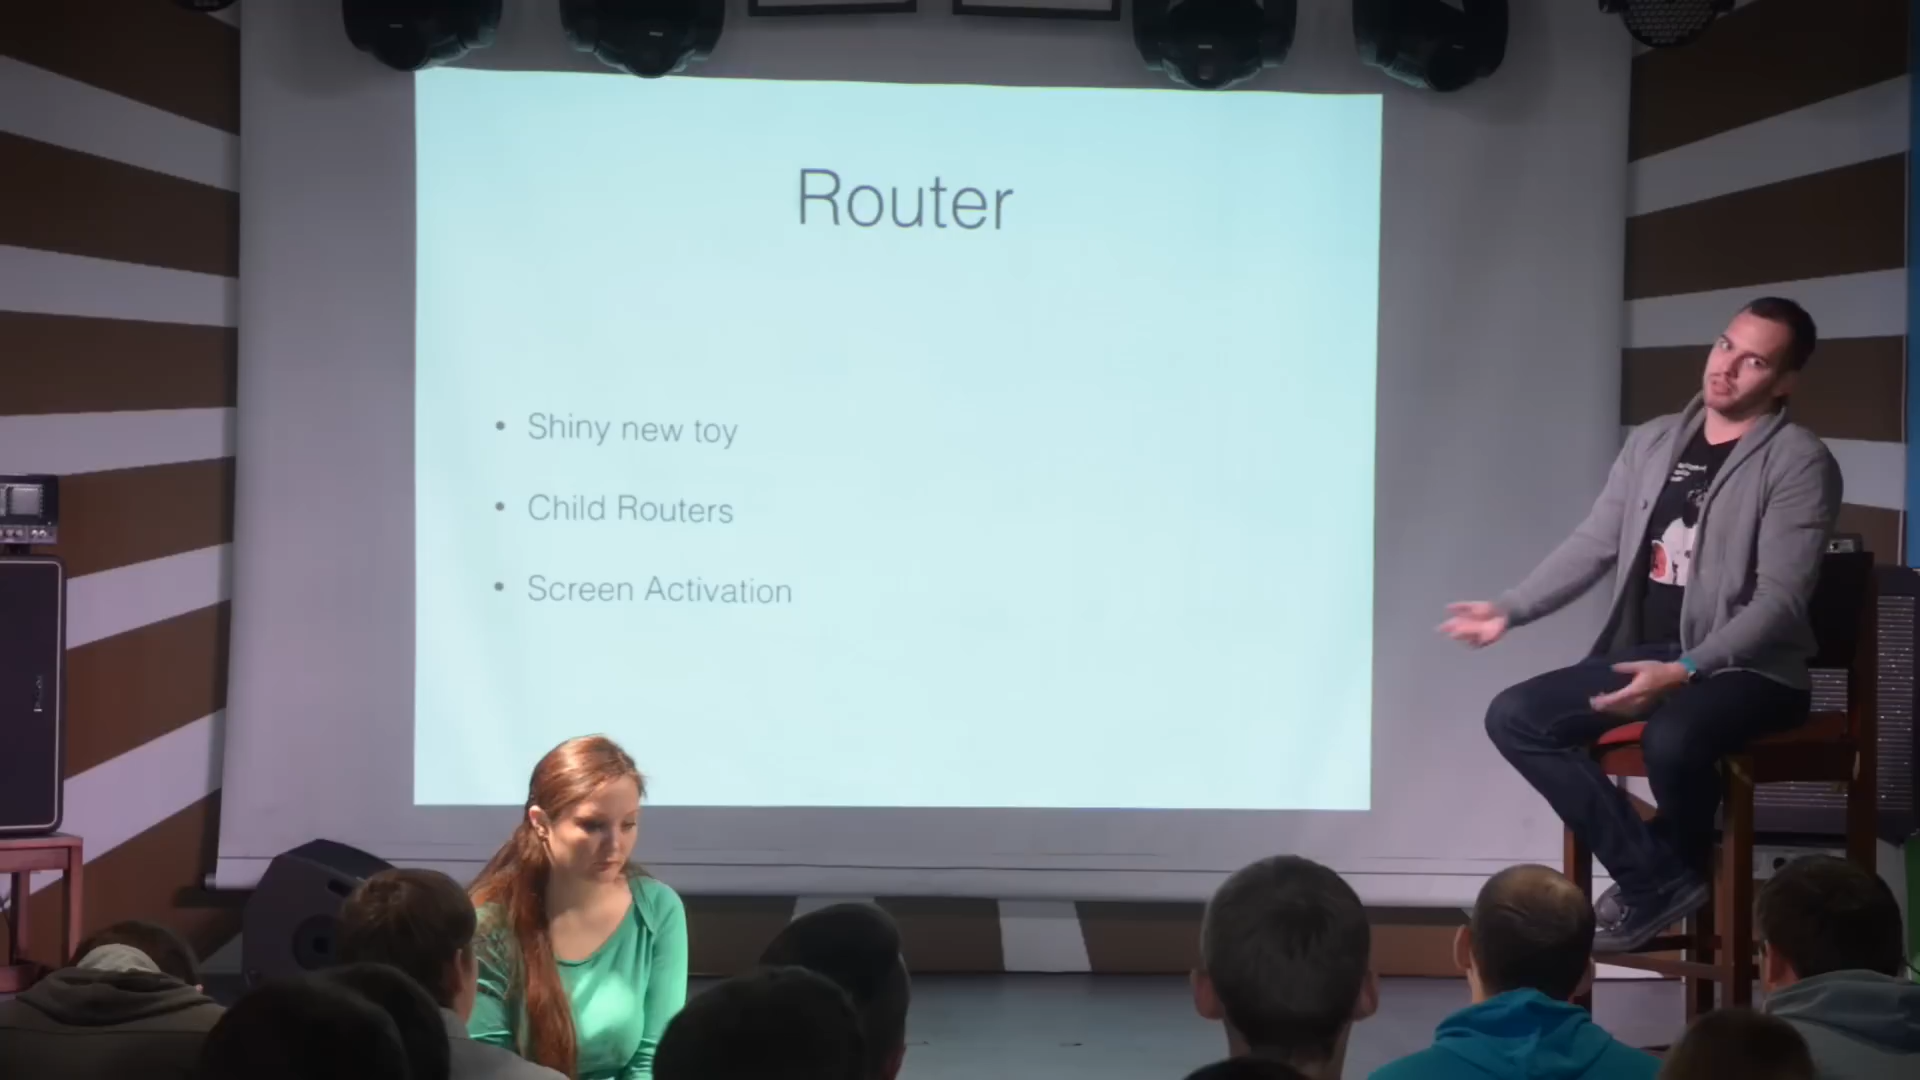 Router
• Shiny new toy
• Child Routers
• Screen Activation